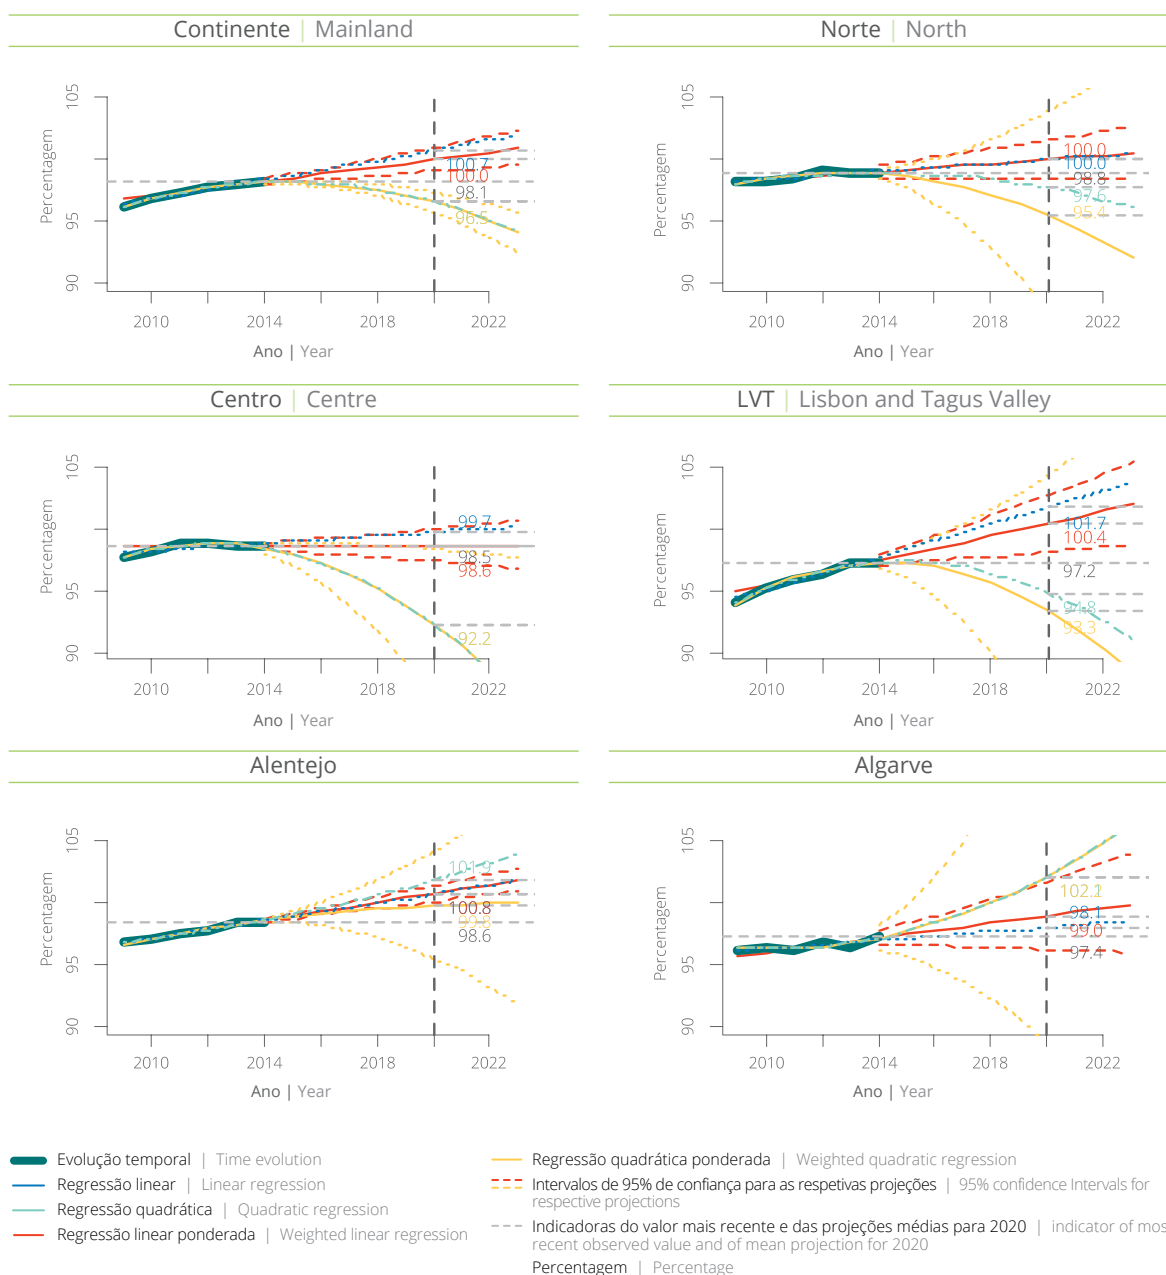 Continente | Mainland
Norte | North
105
95
90
Percentagem
100.7
100.0
98.1
96.5
2010
2014
2018
2022
Ano | Year
105
95
90
Percentagem
100.0
100.0
98.8
97.6
95.4
2010
2014
2018
2022
Ano | Year
Centro | Centre
LVT | Lisbon and Tagus Valley
105
95
90
Percentagem
99.7
98.5
98.6
92.2
2010
2014
2018
2022
Ano | Year
105
95
90
Percentagem
101.7
100.4
97.2
94.8
93.3
2010
2014
2018
2022
Ano | Year
Alentejo
Algarve
105
95
90
Percentagem
101.9
100.8
99.8
98.6
2010
2014
2018
2022
Ano | Year
105
95
90
Percentagem
98.1
99.0
97.4
2010
2014
2018
2022
Ano | Year
Evolução temporal | Time evolution
Regressão linear | Linear regression
Regressão quadrática | Quadratic regression
Regressão linear ponderada | Weighted linear regression
Regressão quadrática ponderada | Weighted quadratic regression
Intervalos de 95% de confiança para as respetivas projeções | 95% confidence Intervals for
respective projections
Indicadoras do valor mais recente e das projeções médias para 2020 | indicator of mos
recent observed value and of mean projection for 2020
Percentagem | Percentage